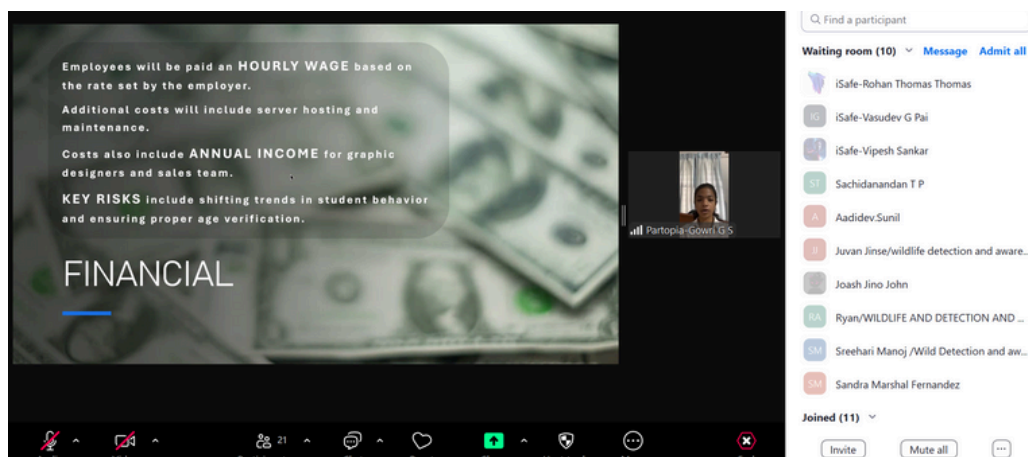 Employees will be paid an HOURLY WAGE based on
the rate set by the employer.
Additional costs will include server hosting and
maintenance.
Costs also include ANNUAL INCOME for graphic
designers and sales team.
KEY RISKS include shifting trends in student behavior
and ensuring proper age verification.
FINANCIAL
Partopia-Gowri G S
21
Find a participant
Waiting room (10) Message Admit all
iSafe-Rohan Thomas Thomas
IG iSafe-Vasudev G Pai
iSafe-Vipesh Sankar
ST Sachidanandan T P
A Aadidev.Sunil
Juvan Jinse/wildlife detection and aware...
Joash Jino John
RA Ryan/WILDLIFE AND DETECTION AND ...
SM Sreehari Manoj /Wild Detection and aw...
SM Sandra Marshal Fernandez
Joined (11)
Invite Mute all ...